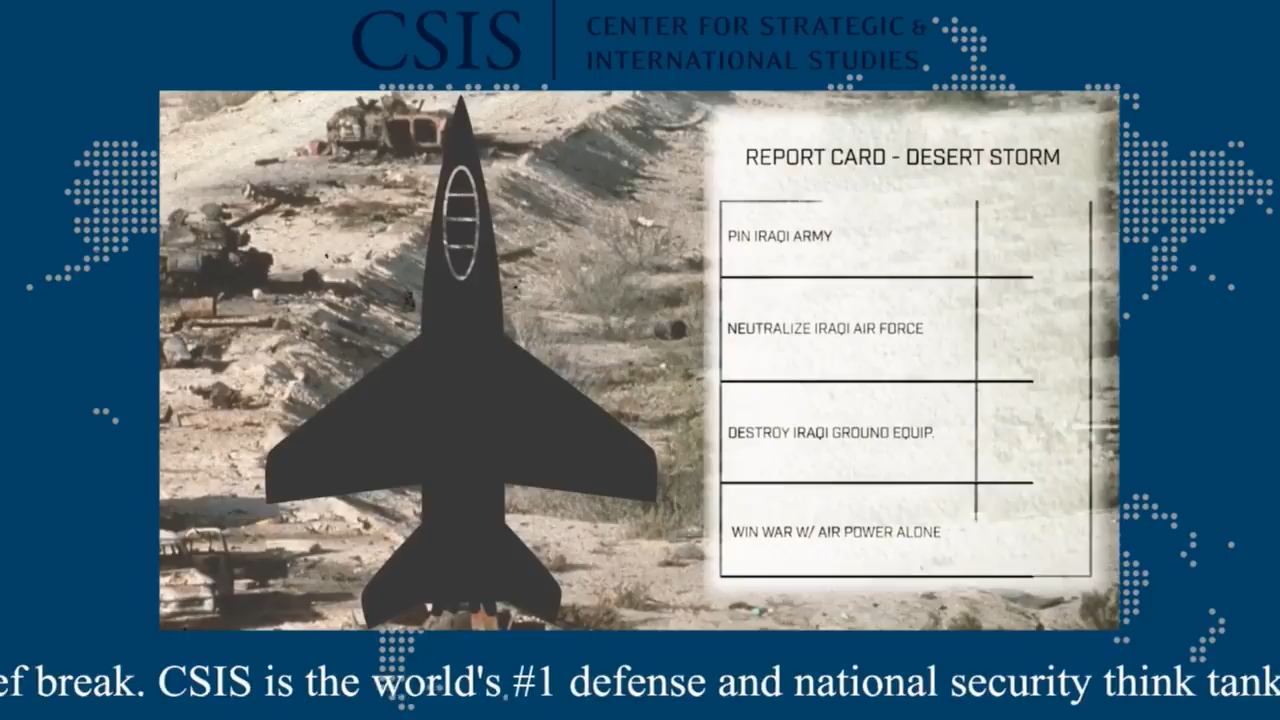 CSIS
CENTER FOR STRATEGIC &
INTERNATIONAL STUDIES
REPORT CARD - DESERT STORM
PIN IRAQI ARMY
NEUTRALIZE IRAQI AIR FORCE
DESTROY IRAQI GROUND EQUIP.
WIN WAR W/ AIR POWER ALONE
ef break. CSIS is the world's #1 defense and national security think tank